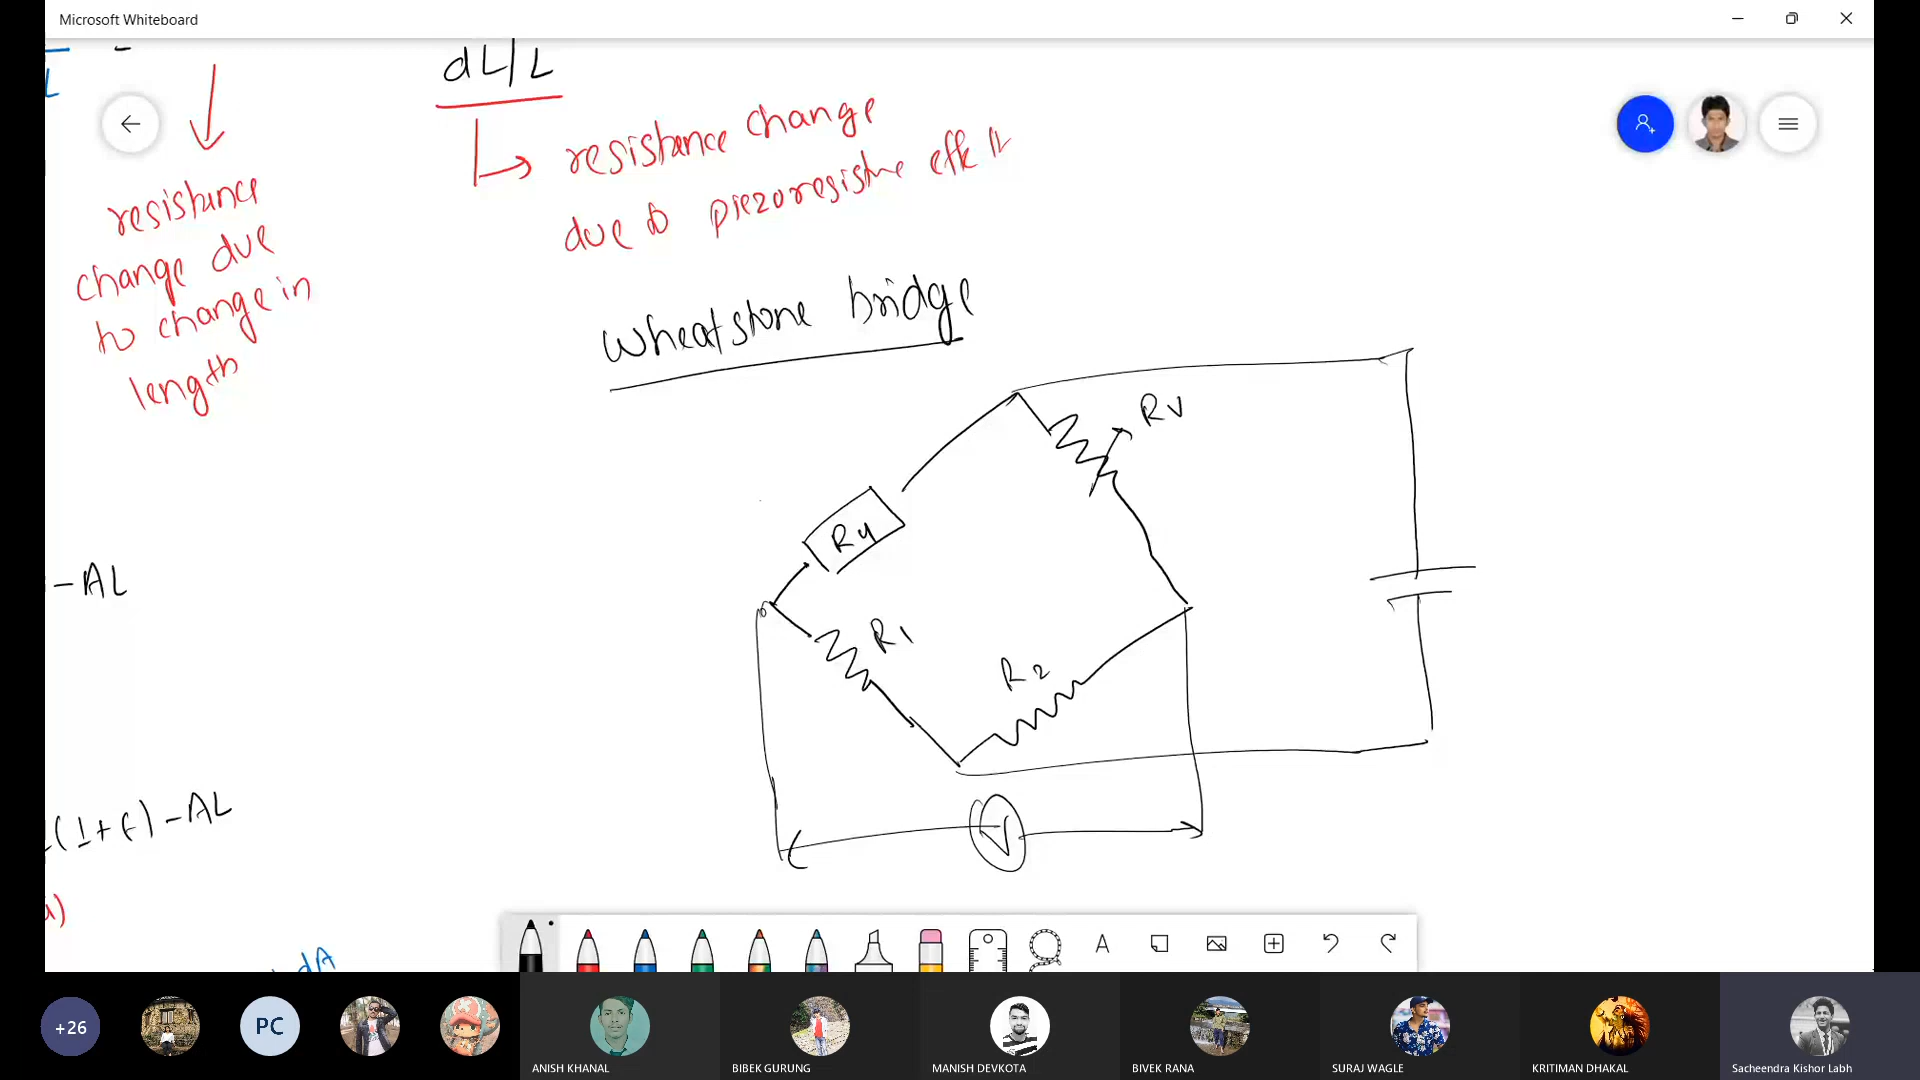 Microsoft Whiteboard
dL/L
L
resistance change
due to piezoresistive
resistance
change due
to change in
length
Wheatstone bridge
RV
R4
R1
R2
V
- AL
(1+ϵ) - AL
dA
A
+26
PC
ANISH KHANAL
BIBEK GURUNG
MANISH DEVKOTA
BIVEK RANA
SURAJ WAGLE
KRITIMAN DHAKAL
Sacheendra Kishor Labh